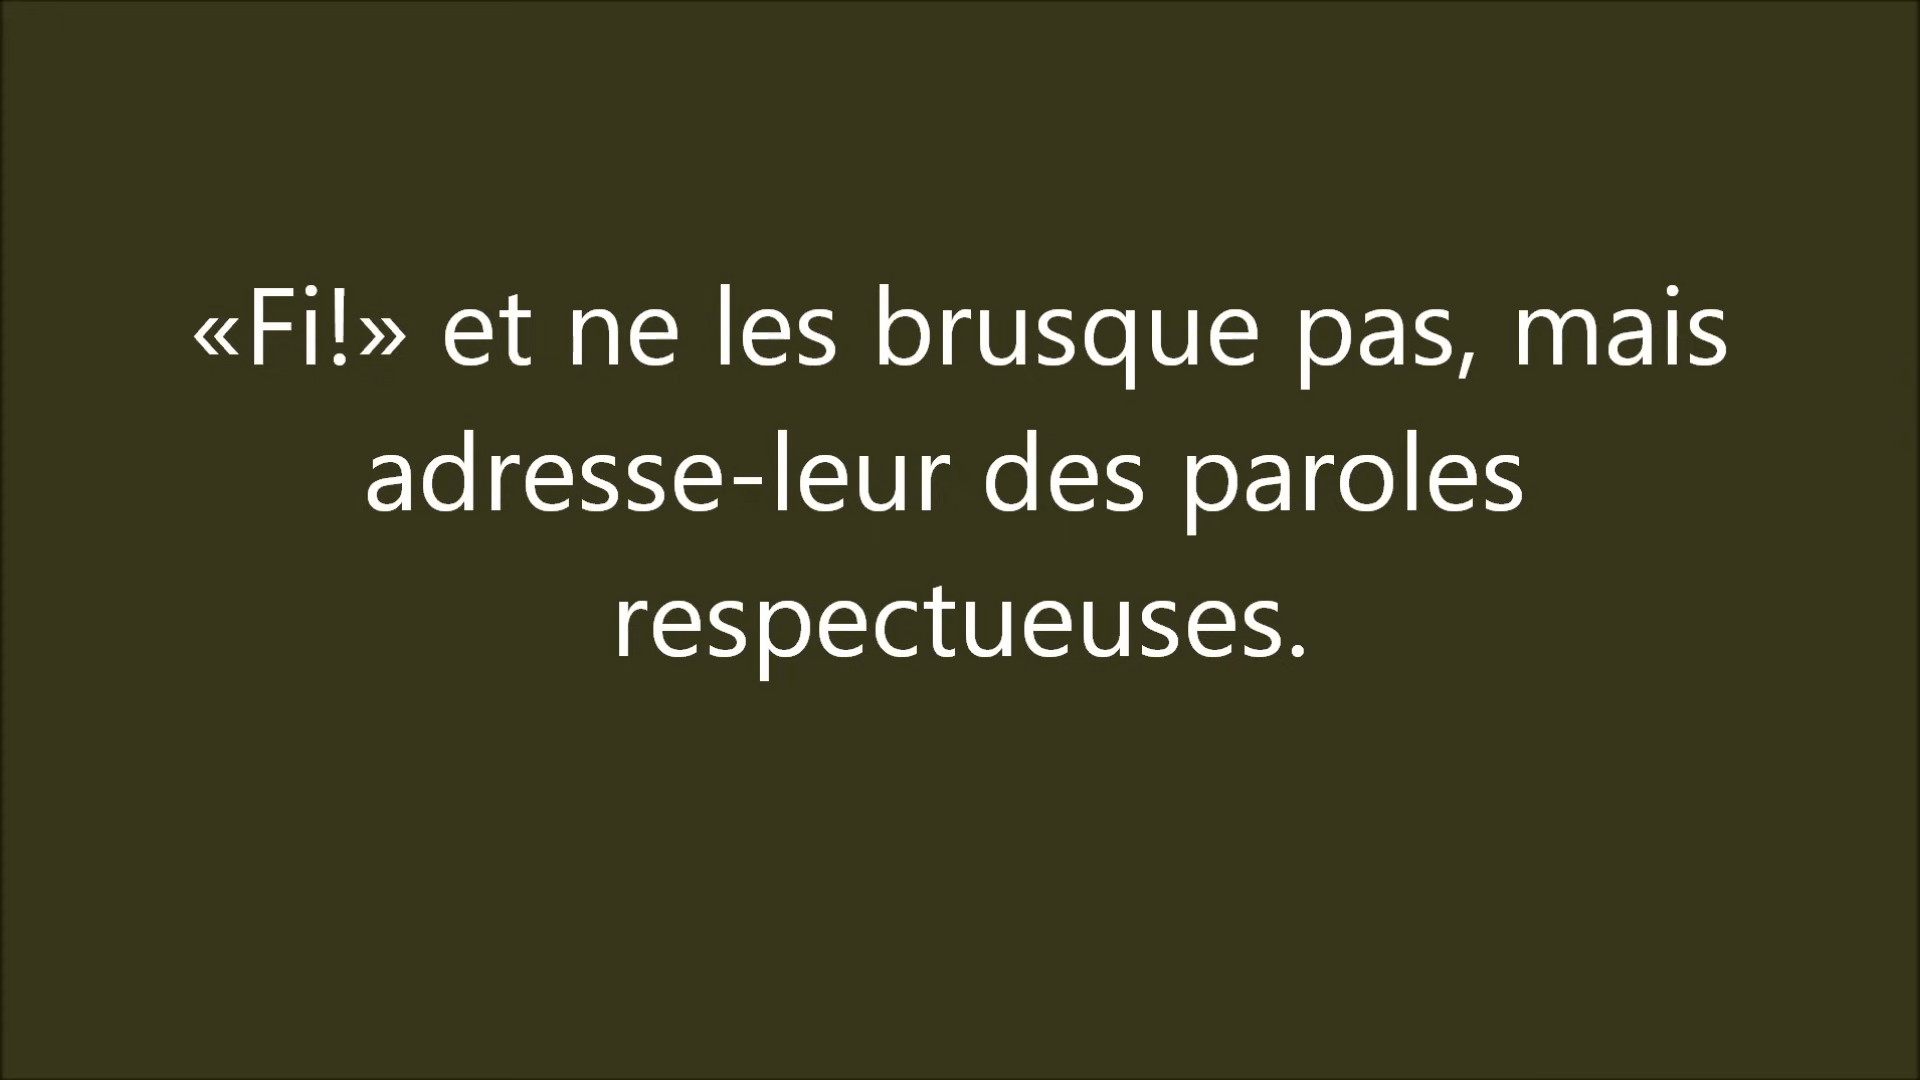 «Fi!» et ne les brusque pas, mais
adresse-leur des paroles
respectueuses.